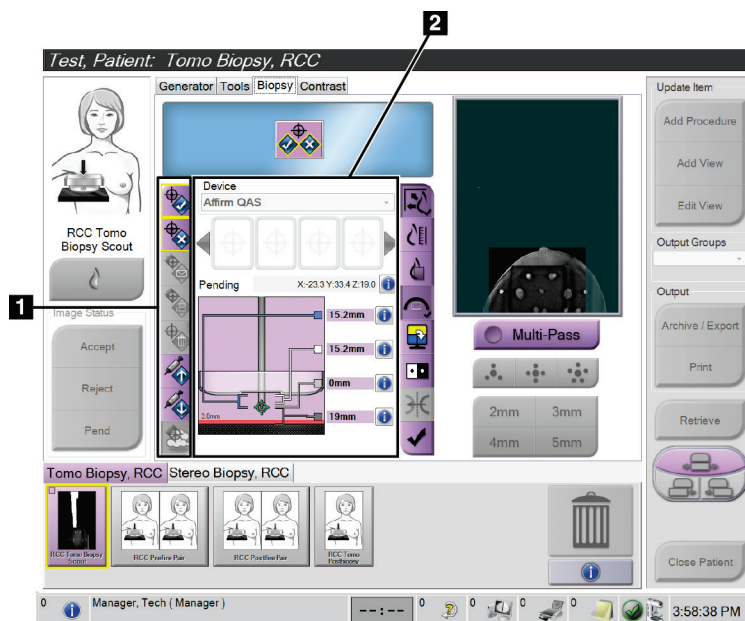 2
Test, Patient: Tomo Biopsy, RCC
Generator Tools Biopsy Contrast
Update Item
Add Procedure
Add View
Edit View
Output Groups
Output
Archive / Export
Print
Retrieve
Close Patient
RCC Tomo
Biopsy Scout
1
Image Status
Accept
Reject
Pend
Device
Affirm QAS
Pending X:-23.3 Y:33.4 Z:19.0
15.2mm
15.2mm
0mm
2.0mm 19mm
Multi-Pass
2mm 3mm
4mm 5mm
Tomo Biopsy, RCC Stereo Biopsy, RCC
RCC Tomo Biopsy
Scout
RCC Prefire Pair
RCC Postfire Pair
RCC Tomo
Postbiopsy
0 Manager, Tech ( Manager ) --:-- 0 0 0 0 3:58:38 PM